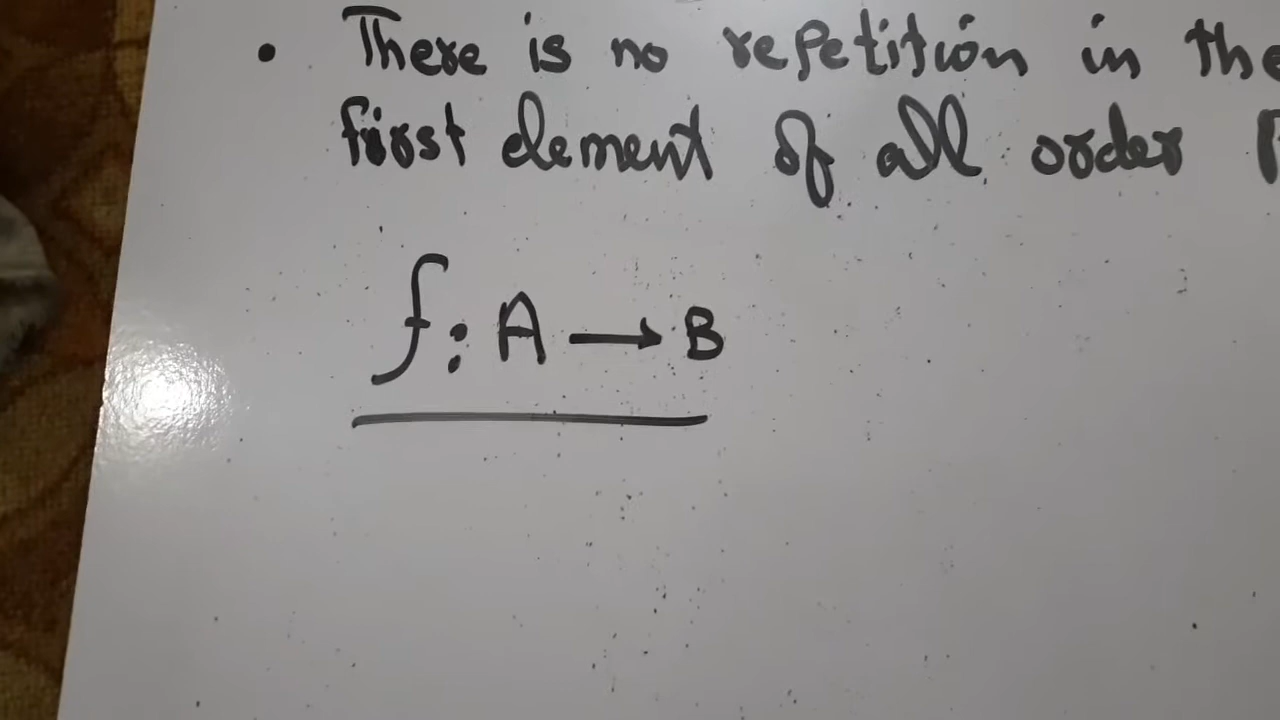 • There is no repetition in the
first element of all order
f: A → B